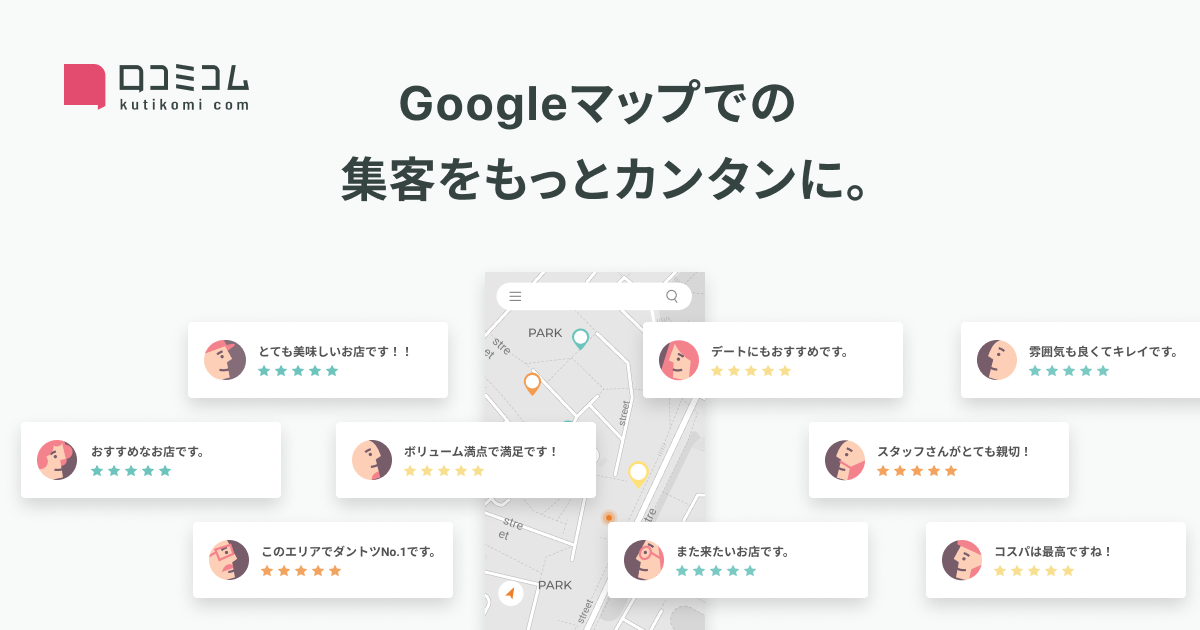 口コミコム
kutikomi com
Googleマップでの
集客をもっとカンタンに。
PARK
stre
et
street
とても美味しいお店です！！
デートにもおすすめです。
雰囲気も良くてキレイです。
おすすめなお店です。
ボリューム満点で満足です！
スタッフさんがとても親切！
stre
et
stre
このエリアでダントツNo.1です。
また来たいお店です。
コスパは最高ですね！
PARK
street